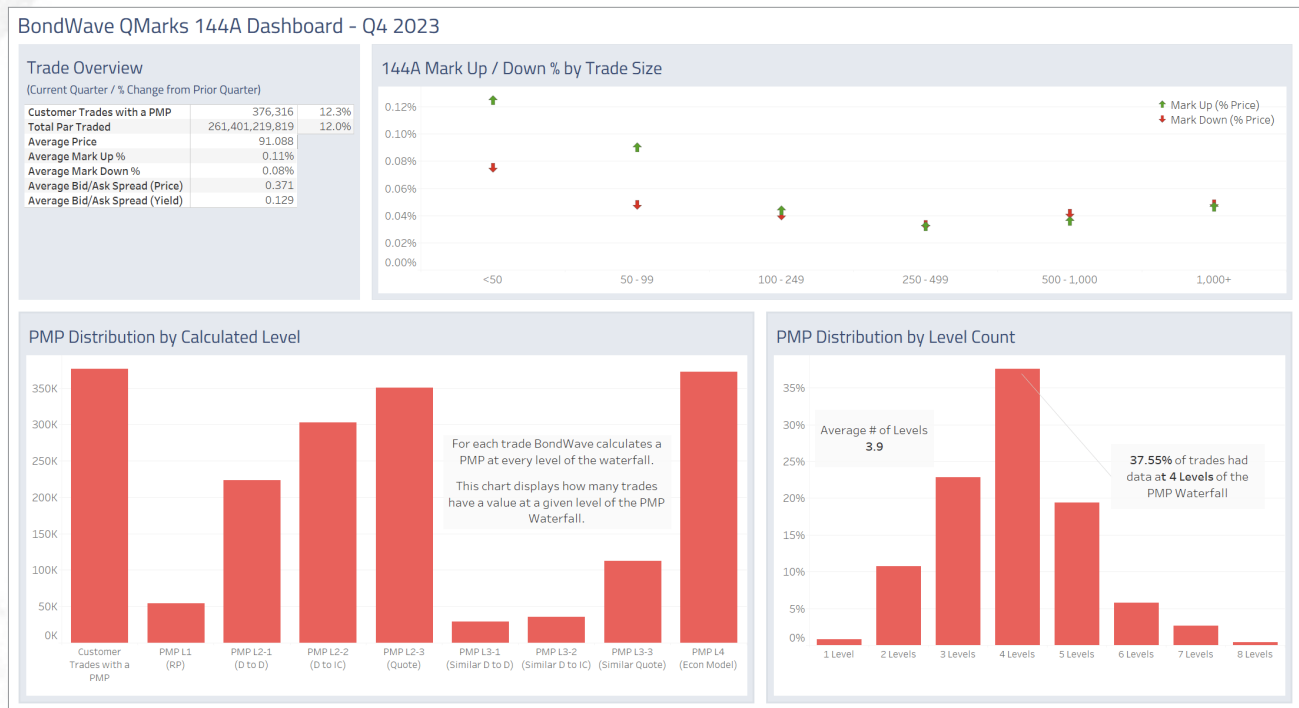 BondWave QMarks 144A Dashboard - Q4 2023
Trade Overview
(Current Quarter / % Change from Prior Quarter)
Customer Trades with a PMP 376,316 12.3%
Total Par Traded 261,401,219,819 12.0%
Average Price 91.088
Average Mark Up % 0.11%
Average Mark Down % 0.08%
Average Bid/Ask Spread (Price) 0.371
Average Bid/Ask Spread (Yield) 0.129
144A Mark Up / Down % by Trade Size
0.12%
0.10%
0.08%
0.06%
0.04%
0.02%
0.00%
Mark Up (% Price)
Mark Down (% Price)
<50 50 - 99 100 - 249 250 - 499 500 - 1,000 1,000+
PMP Distribution by Calculated Level
350K
300K
250K
200K
150K
100K
50K
0K
For each trade BondWave calculates a
PMP at every level of the waterfall.
This chart displays how many trades
have a value at a given level of the PMP
Waterfall.
Customer
Trades with a
PMP
PMP L1
(RP)
PMP L2-1
(D to D)
PMP L2-2
(D to IC)
PMP L2-3
(Quote)
PMP L3-1
(Similar D to D)
PMP L3-2
(Similar D to IC)
PMP L3-3
(Similar Quote)
PMP L4
(Econ Model)
PMP Distribution by Level Count
35%
30%
25%
20%
15%
10%
5%
0%
Average # of Levels
3.9
37.55% of trades had
data at 4 Levels of the
PMP Waterfall
1 Level 2 Levels 3 Levels 4 Levels 5 Levels 6 Levels 7 Levels 8 Levels